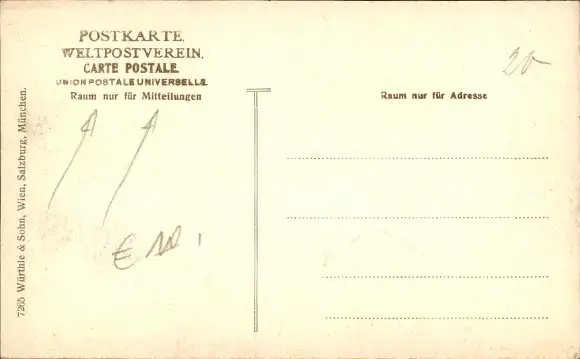 POSTKARTE.
WELTPOSTVEREIN.
CARTE POSTALE.
UNION POSTALE UNIVERSELLE.
Raum nur für Mitteilungen
Raum nur für Adresse
20
7265 Würthle & Sohn, Wien, Salzburg, München.